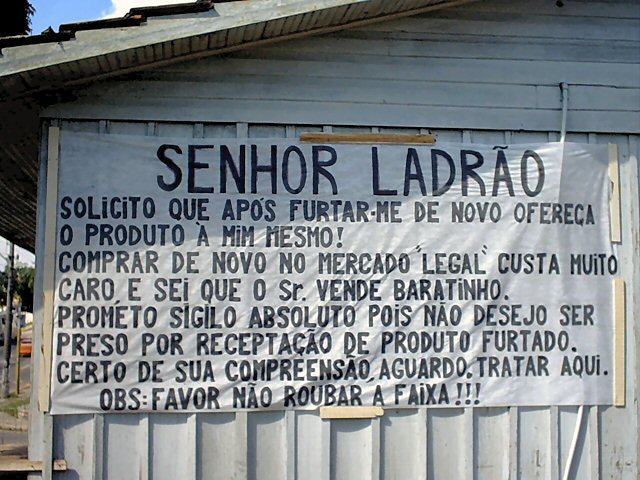 SENHOR LADRÃO
SOLICITO QUE APÓS FURTAR-ME DE NOVO OFEREÇA
O PRODUTO À MIM MESMO!
COMPRAR DE NOVO NO MERCADO "LEGAL" CUSTA MUITO
CARO, E SEI QUE O Sr. VENDE BARATINHO.
PROMÉTO SIGILO ABSOLUTO POIS NÃO DESEJO SER
PRESO POR RECEPTAÇÃO DE PRODUTO FURTADO.
CERTO DE SUA COMPREENSÃO, AGUARDO. TRATAR AQUI.
OBS: FAVOR NÃO ROUBAR A FAIXA!!!